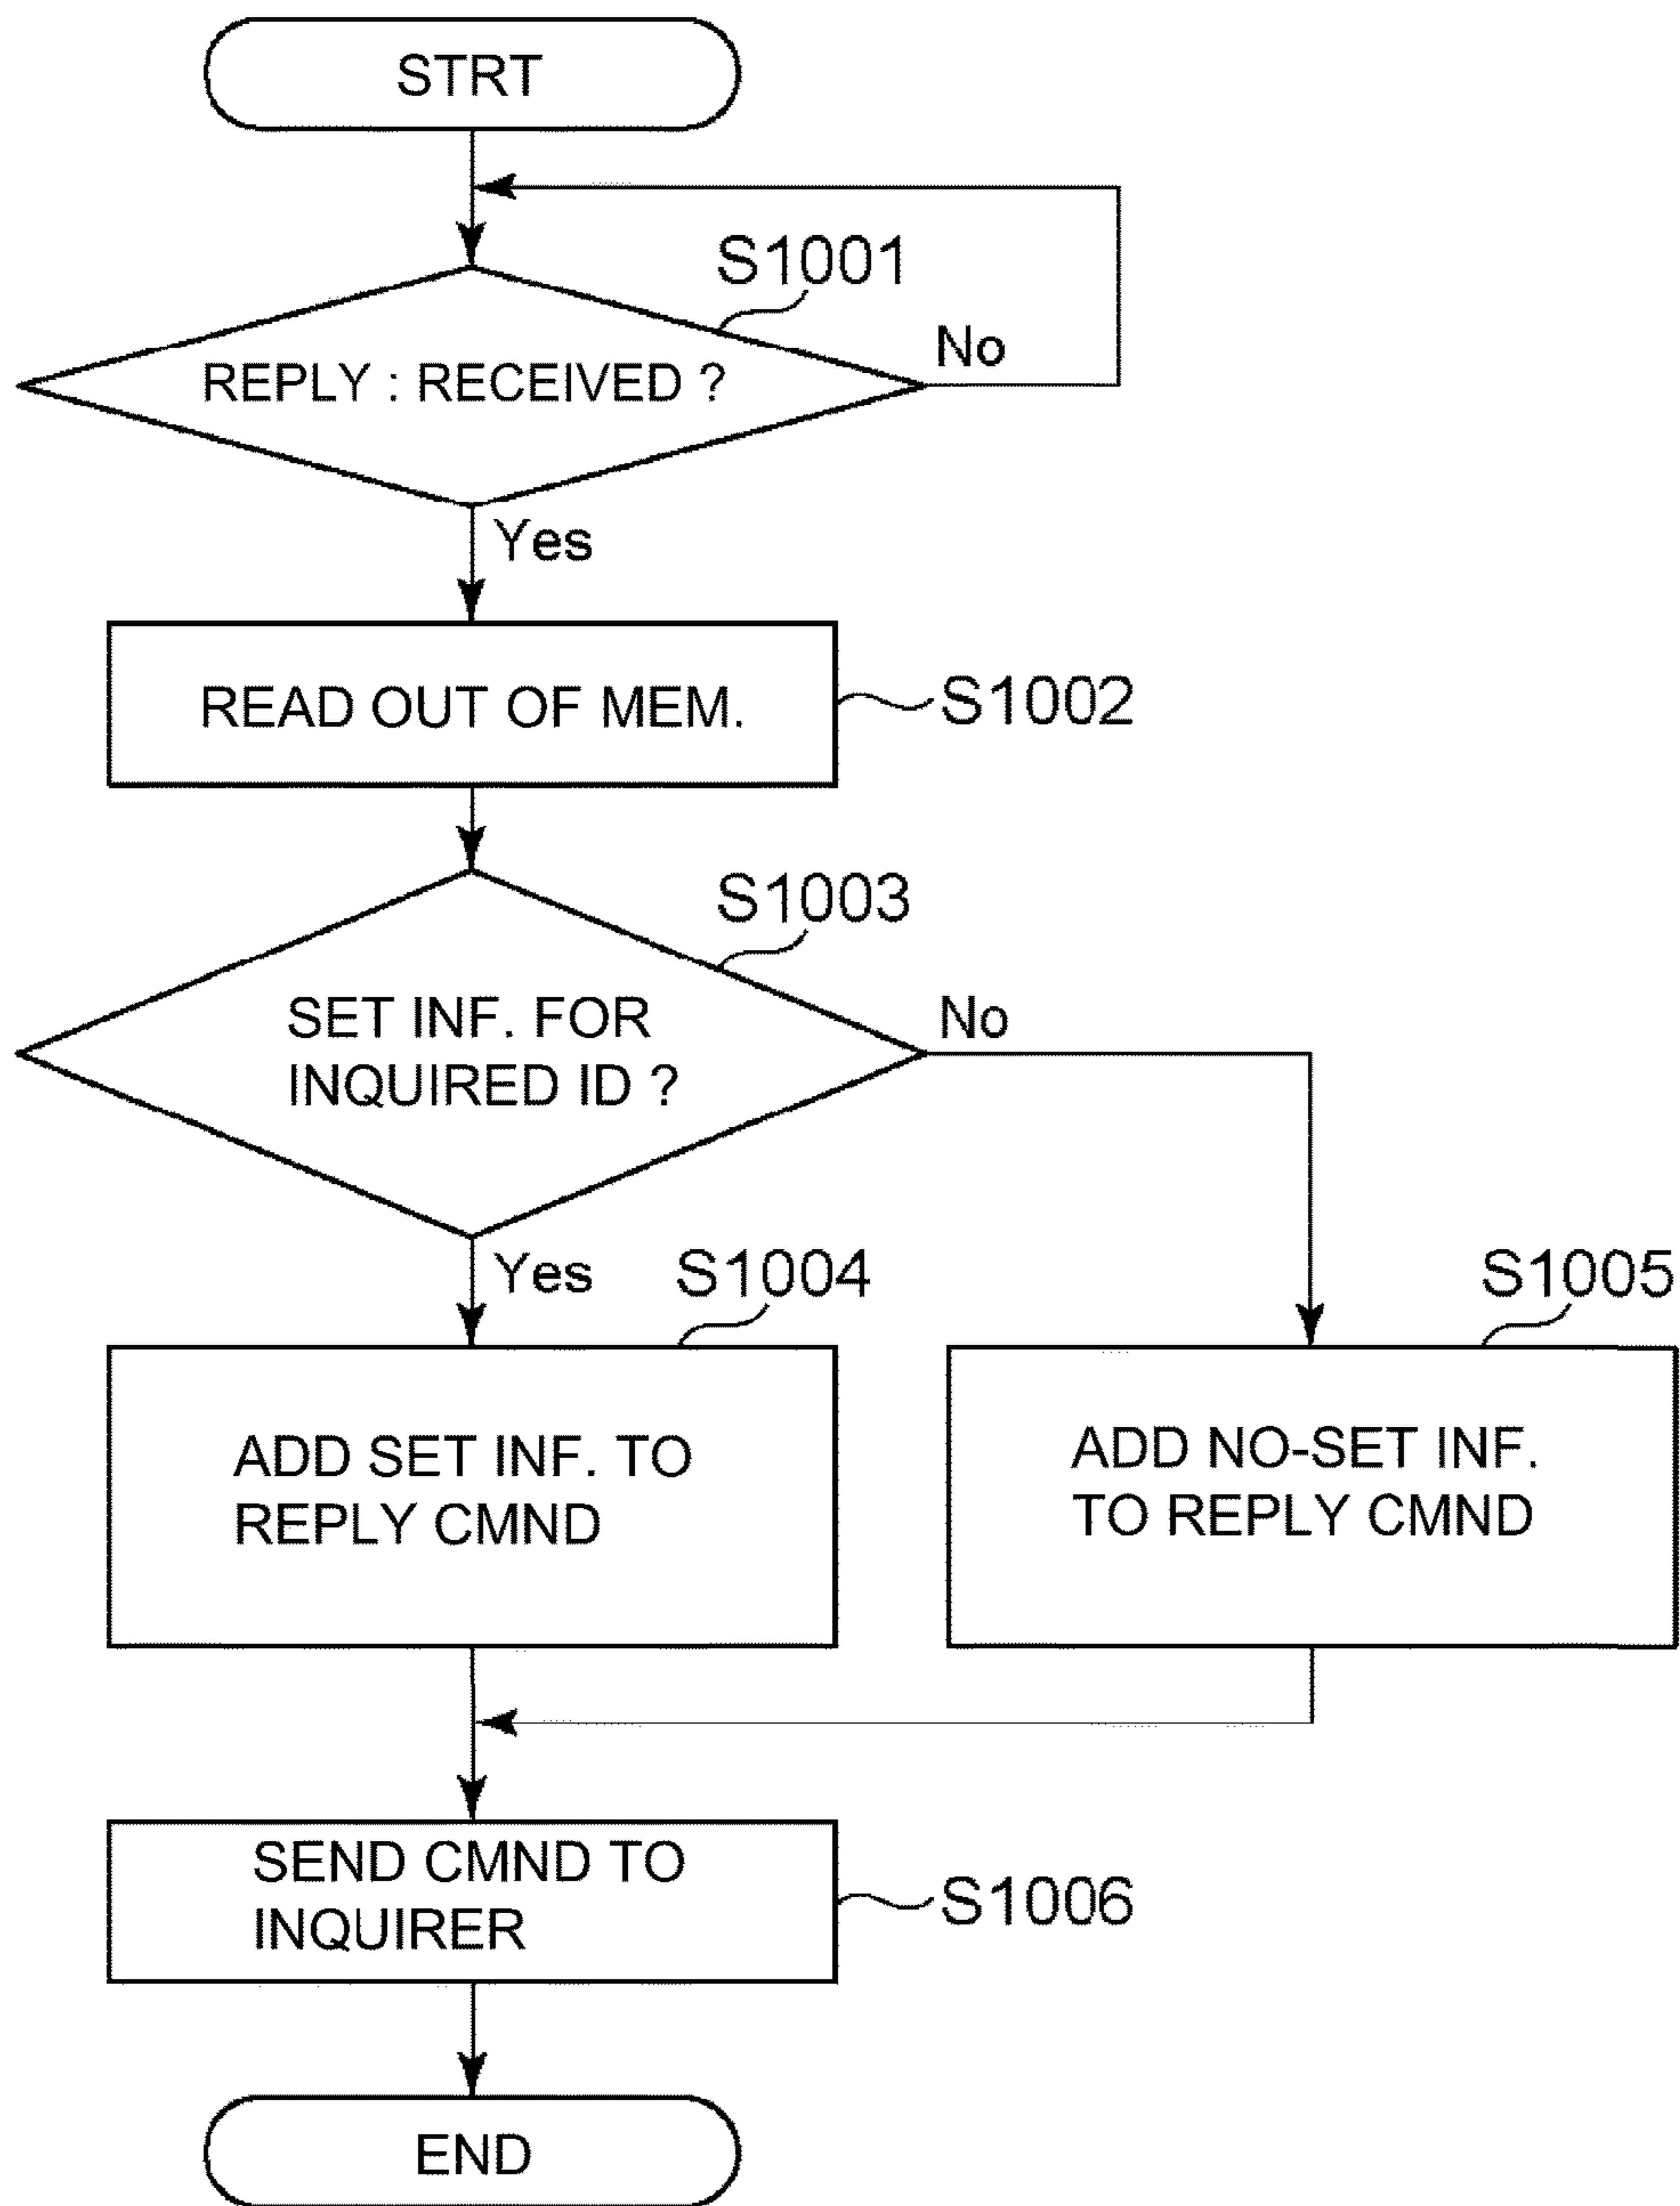 STRT
S1001
REPLY : RECEIVED ?
No
Yes
READ OUT OF MEM.
S1002
S1003
SET INF. FOR
INQUIRED ID ?
No
Yes
S1004
S1005
ADD SET INF. TO
REPLY CMND
ADD NO-SET INF.
TO REPLY CMND
SEND CMND TO
INQUIRER
S1006
END